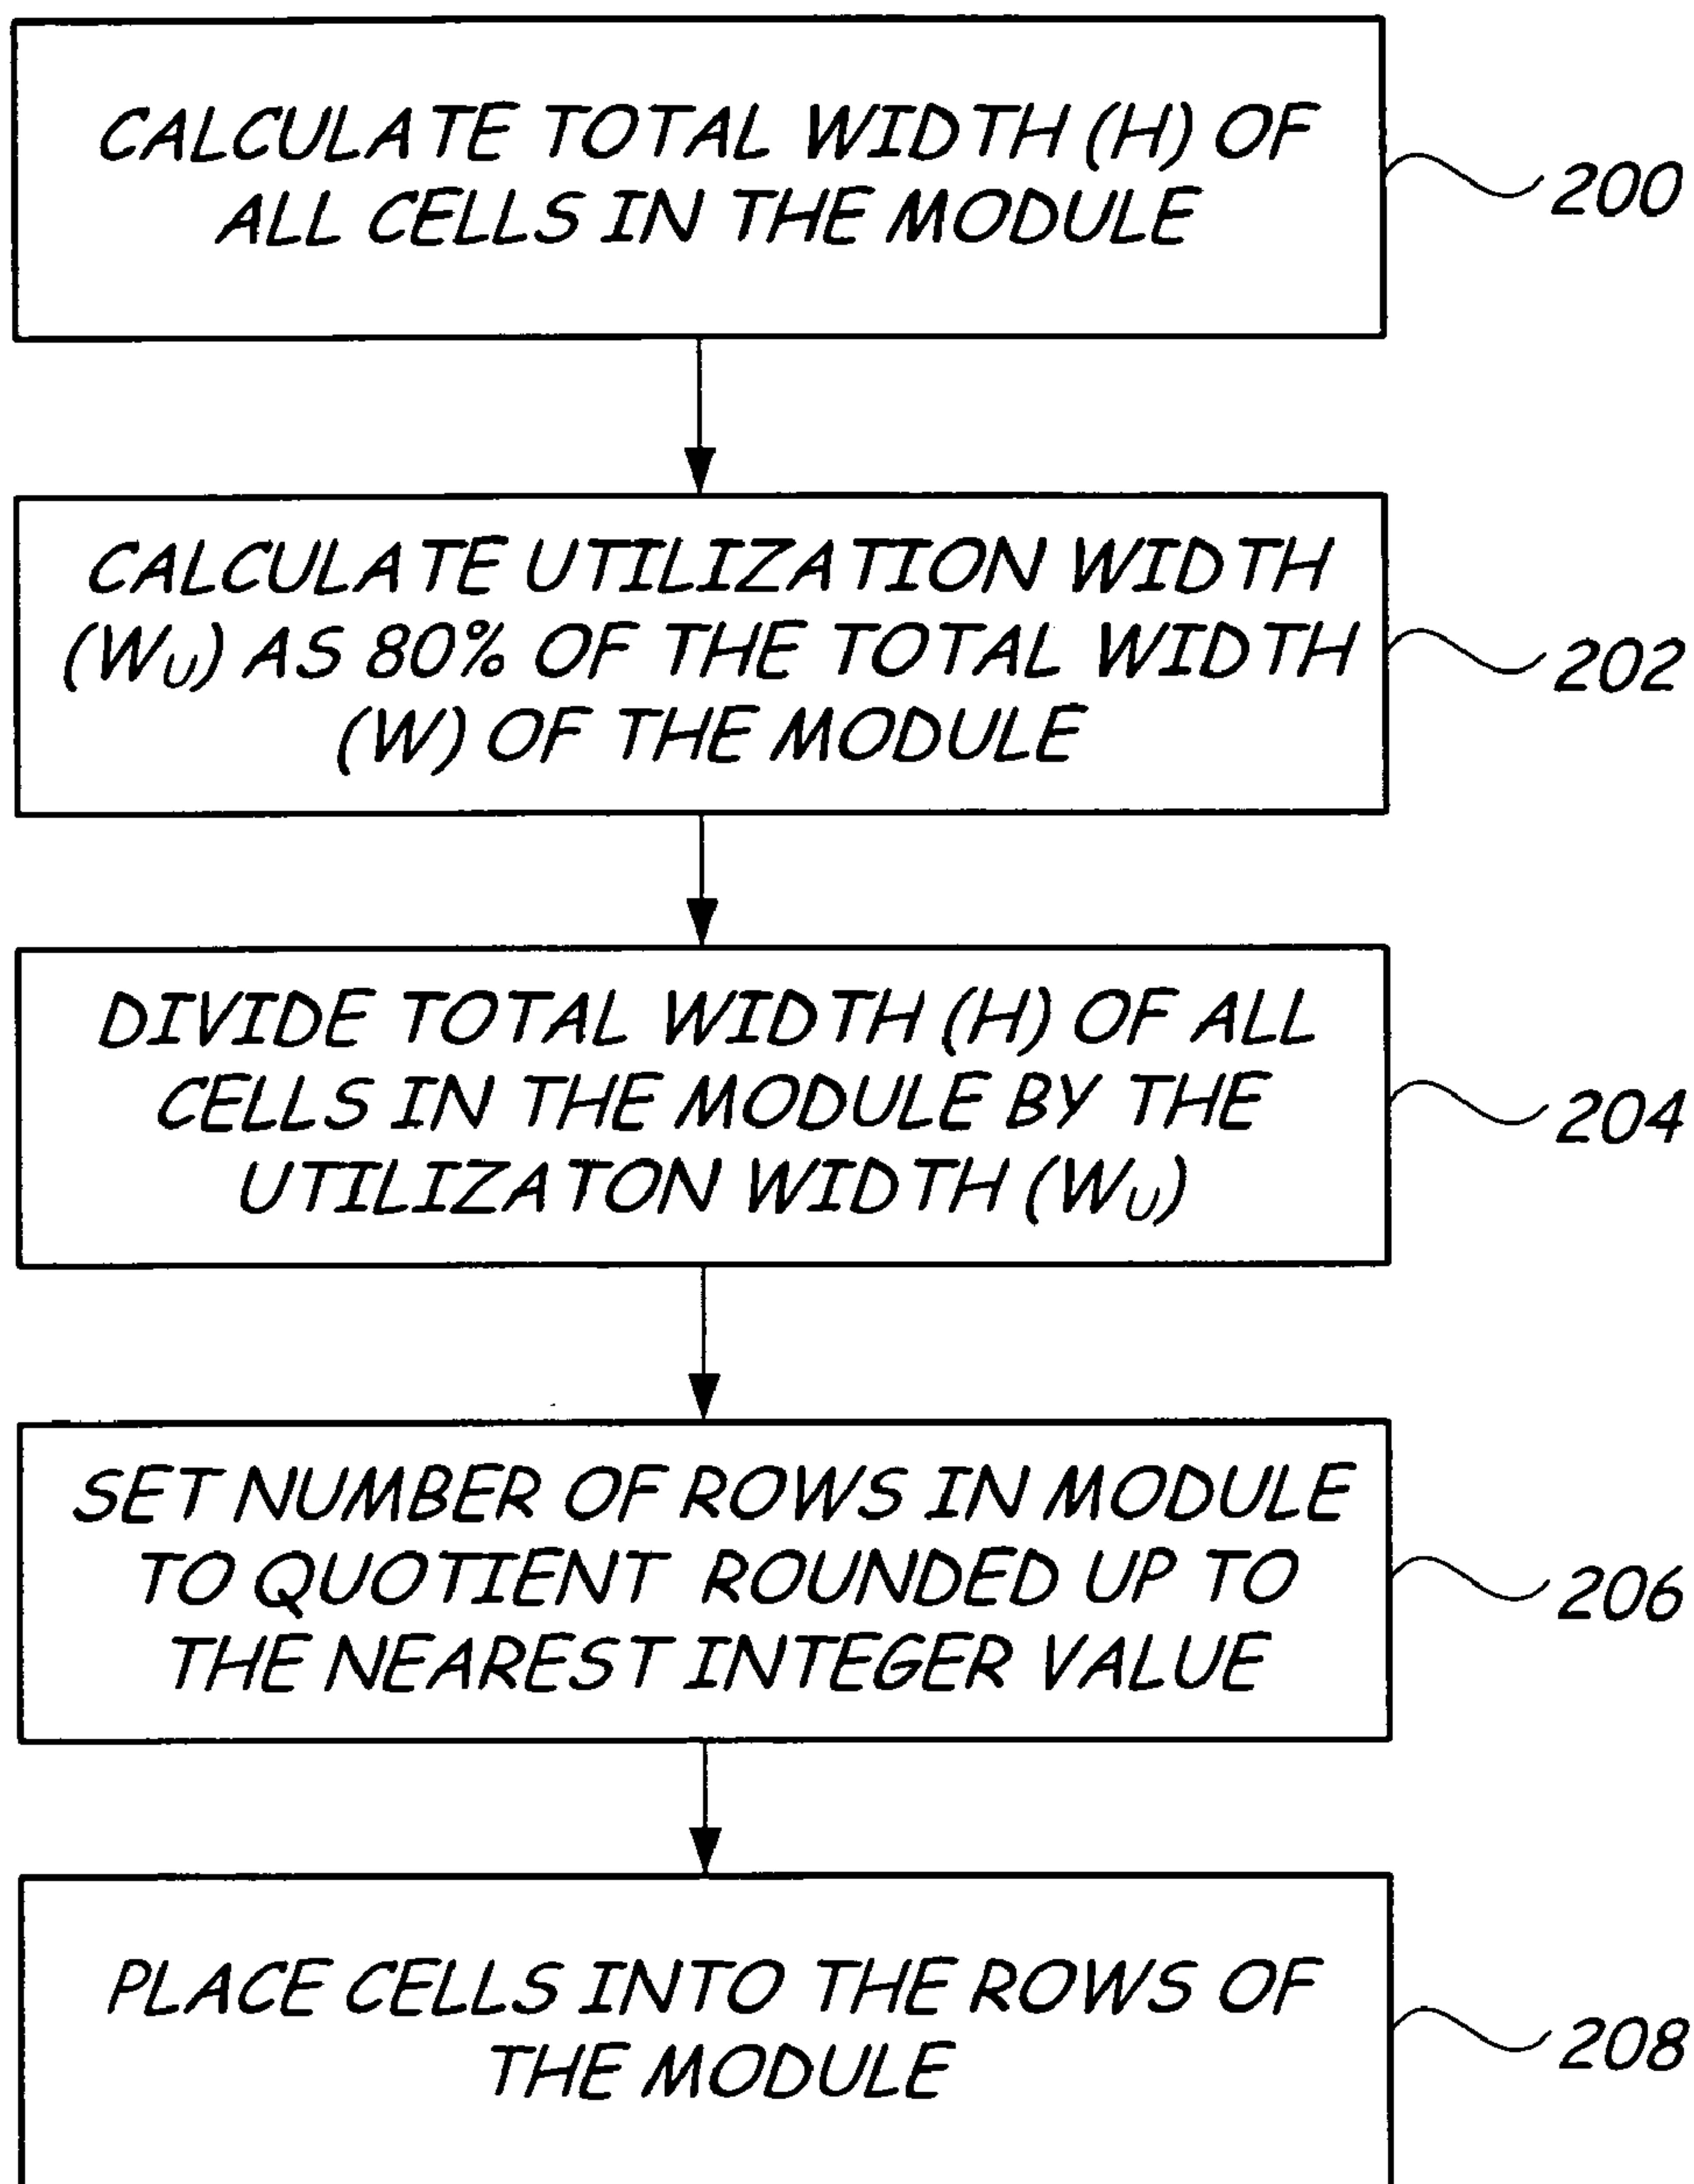 CALCULATE TOTAL WIDTH (H) OF
ALL CELLS IN THE MODULE
200
CALCULATE UTILIZATION WIDTH
(WU) AS 80% OF THE TOTAL WIDTH
(W) OF THE MODULE
202
DIVIDE TOTAL WIDTH (H) OF ALL
CELLS IN THE MODULE BY THE
UTILIZATON WIDTH (WU)
204
SET NUMBER OF ROWS IN MODULE
TO QUOTIENT ROUNDED UP TO
THE NEAREST INTEGER VALUE
206
PLACE CELLS INTO THE ROWS OF
THE MODULE
208